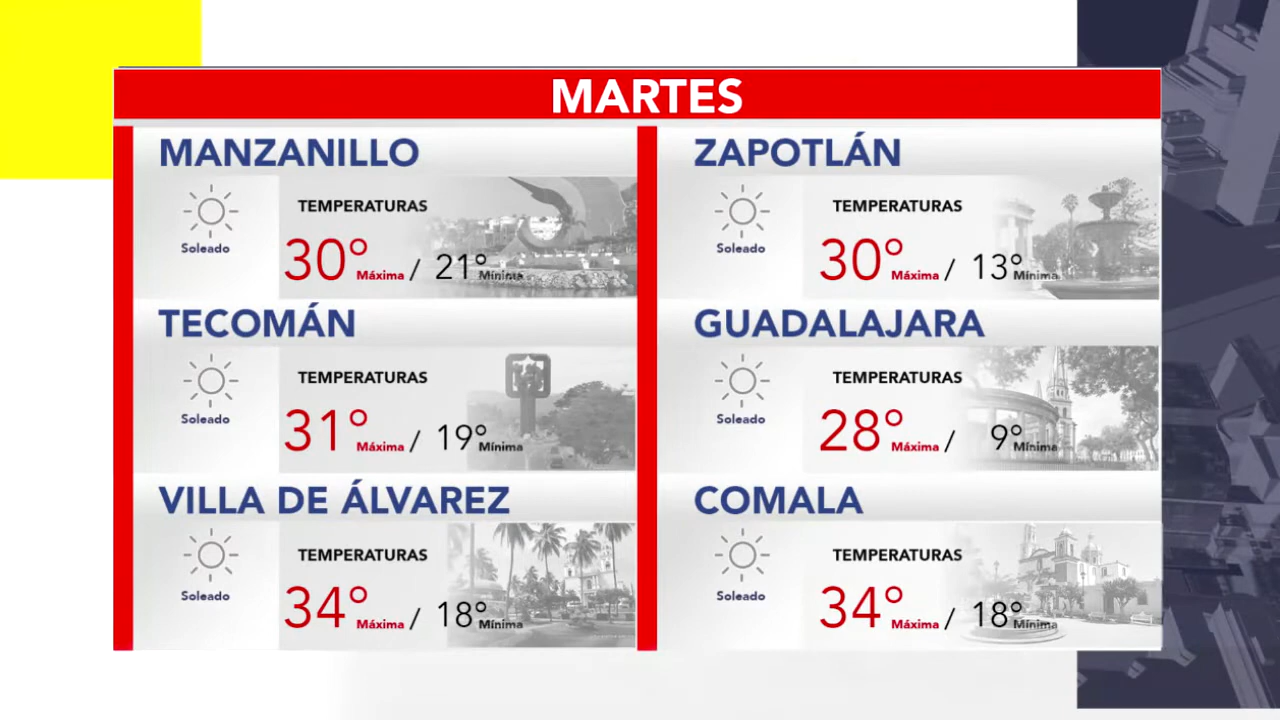 MARTES
MANZANILLO
Soleado
TEMPERATURAS
30° Máxima / 21° Mínima
TECOMÁN
Soleado
TEMPERATURAS
31° Máxima / 19° Mínima
VILLA DE ÁLVAREZ
Soleado
TEMPERATURAS
34° Máxima / 18° Mínima
ZAPOTLÁN
Soleado
TEMPERATURAS
30° Máxima / 13° Mínima
GUADALAJARA
Soleado
TEMPERATURAS
28° Máxima / 9° Mínima
COMALA
Soleado
TEMPERATURAS
34° Máxima / 18° Mínima